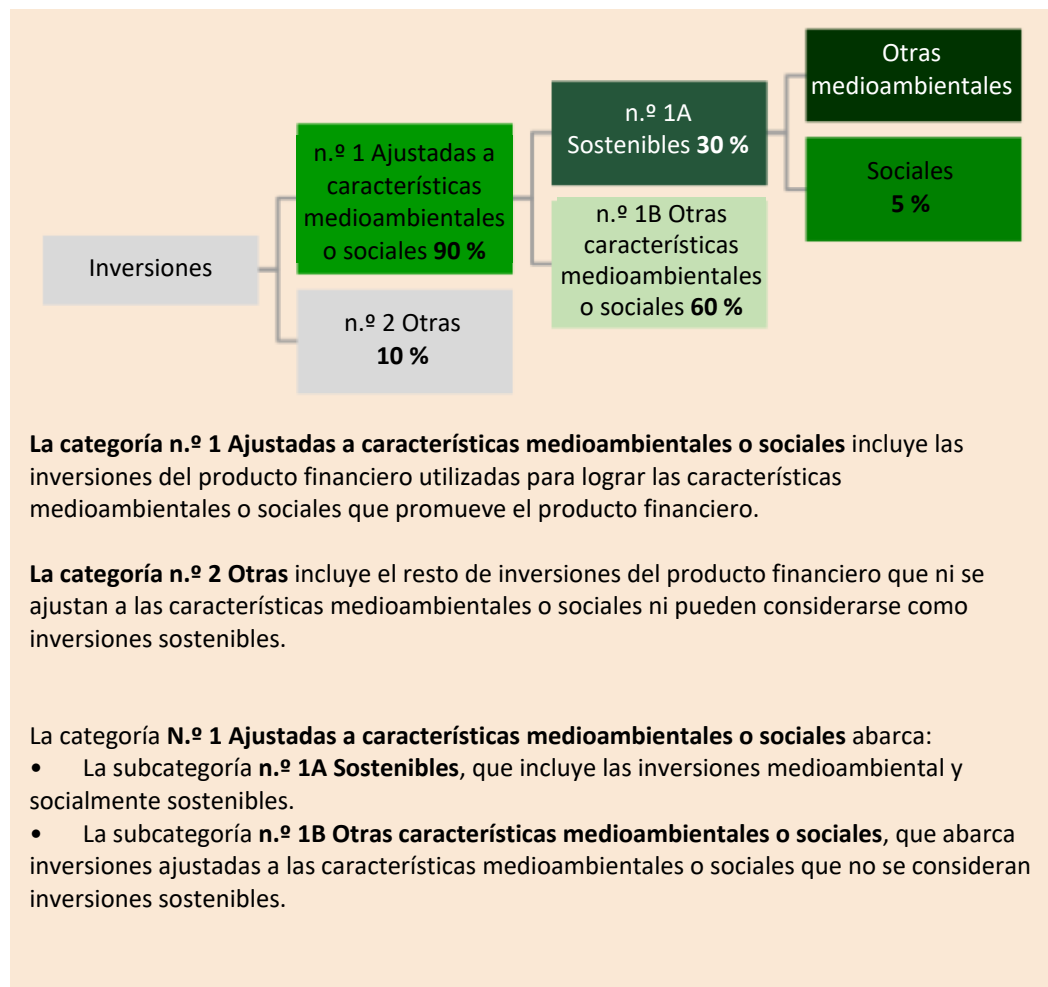 Inversiones
n.º 1 Ajustadas a
características
medioambientales
o sociales 90 %
n.º 2 Otras
10 %
n.º 1A
Sostenibles 30 %
n.º 1B Otras
características
medioambientales
o sociales 60 %
Otras
medioambientales
Sociales
5 %
La categoría n.º 1 Ajustadas a características medioambientales o sociales incluye las
inversiones del producto financiero utilizadas para lograr las características
medioambientales o sociales que promueve el producto financiero.
La categoría n.º 2 Otras incluye el resto de inversiones del producto financiero que ni se
ajustan a las características medioambientales o sociales ni pueden considerarse como
inversiones sostenibles.
La categoría N.º 1 Ajustadas a características medioambientales o sociales abarca:
• La subcategoría n.º 1A Sostenibles, que incluye las inversiones medioambiental y
socialmente sostenibles.
• La subcategoría n.º 1B Otras características medioambientales o sociales, que abarca
inversiones ajustadas a las características medioambientales o sociales que no se consideran
inversiones sostenibles.